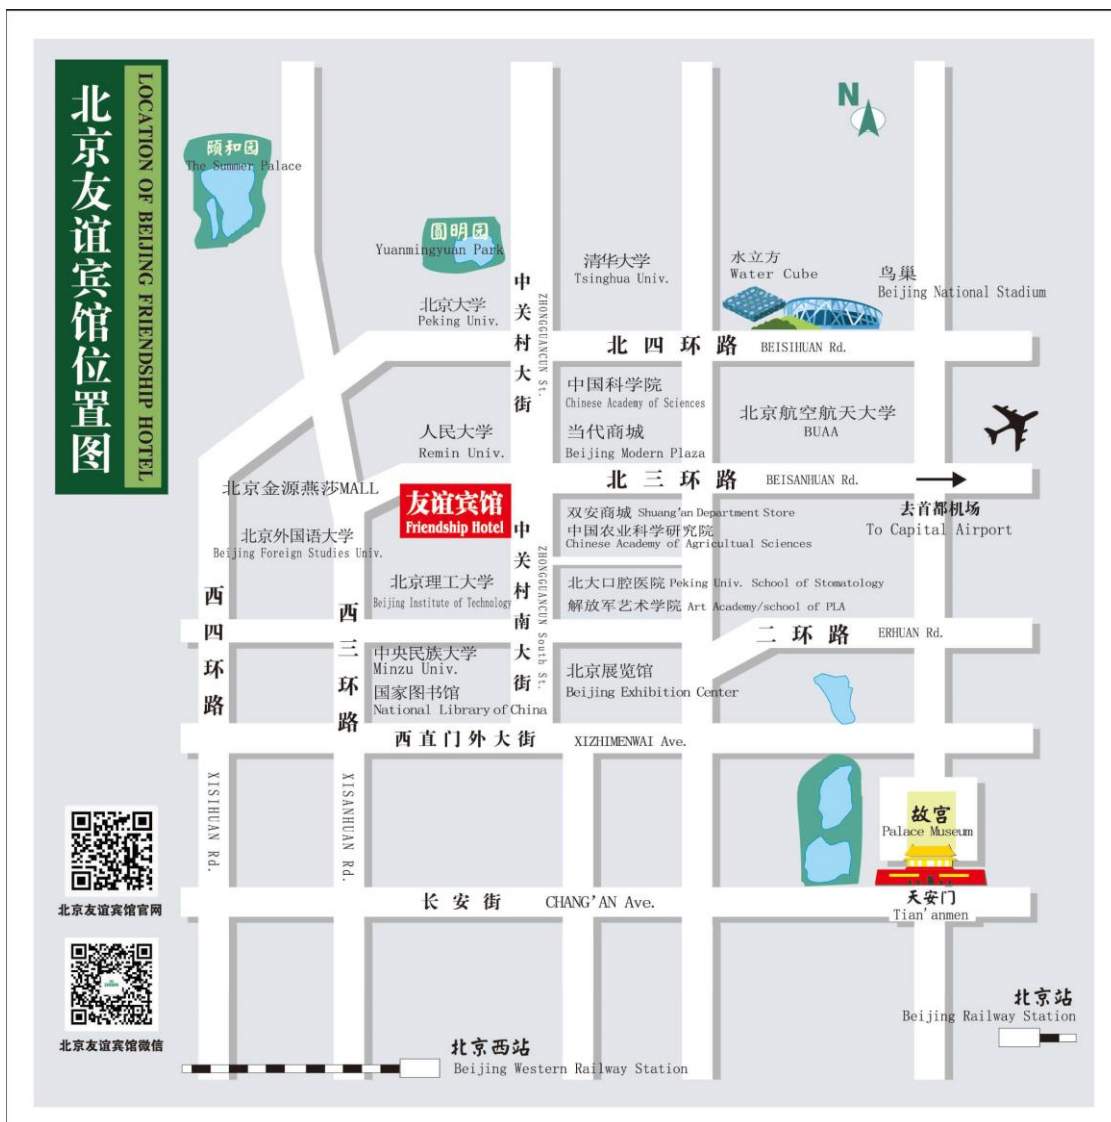 北京友谊宾馆位置图
LOCATION OF BEIJING FRIENDSHIP HOTEL
N
颐和园
The Summer Palace
圆明园
Yuanmingyuan Park
清华大学
Tsinghua Univ.
水立方
Water Cube
鸟巢
Beijing National Stadium
北京大学
Peking Univ.
中关村大街
ZHONGGUANCUN St.
北四环路 BEISIHUAN Rd.
中国科学院
Chinese Academy of Sciences
北京航空航天大学
BUAA
人民大学
Remin Univ.
当代商城
Beijing Modern Plaza
北三环路 BEISANHUAN Rd.
去首都机场
To Capital Airport
北京金源燕莎MALL
友谊宾馆
Friendship Hotel
双安商城 Shuang'an Department Store
中国农业科学研究院
Chinese Academy of Agricultual Sciences
北京外国语大学
Beijing Foreign Studies Univ.
中关村南大街
ZHONGGUANCUN South St.
北京理工大学
Beijing Institute of Technology
北大口腔医院 Peking Univ. School of Stomatology
解放军艺术学院 Art Academy/school of PLA
西四环路
XISIHUAN Rd.
西三环路
XISANHUAN Rd.
二环路 ERHUAN Rd.
中央民族大学
Minzu Univ.
国家图书馆
National Library of China
北京展览馆
Beijing Exhibition Center
西直门外大街 XIZHIMENWAI Ave.
故宫
Palace Museum
天安门
Tian'anmen
长安街 CHANG'AN Ave.
北京友谊宾馆官网
北京友谊宾馆微信
北京站
Beijing Railway Station
北京西站
Beijing Western Railway Station